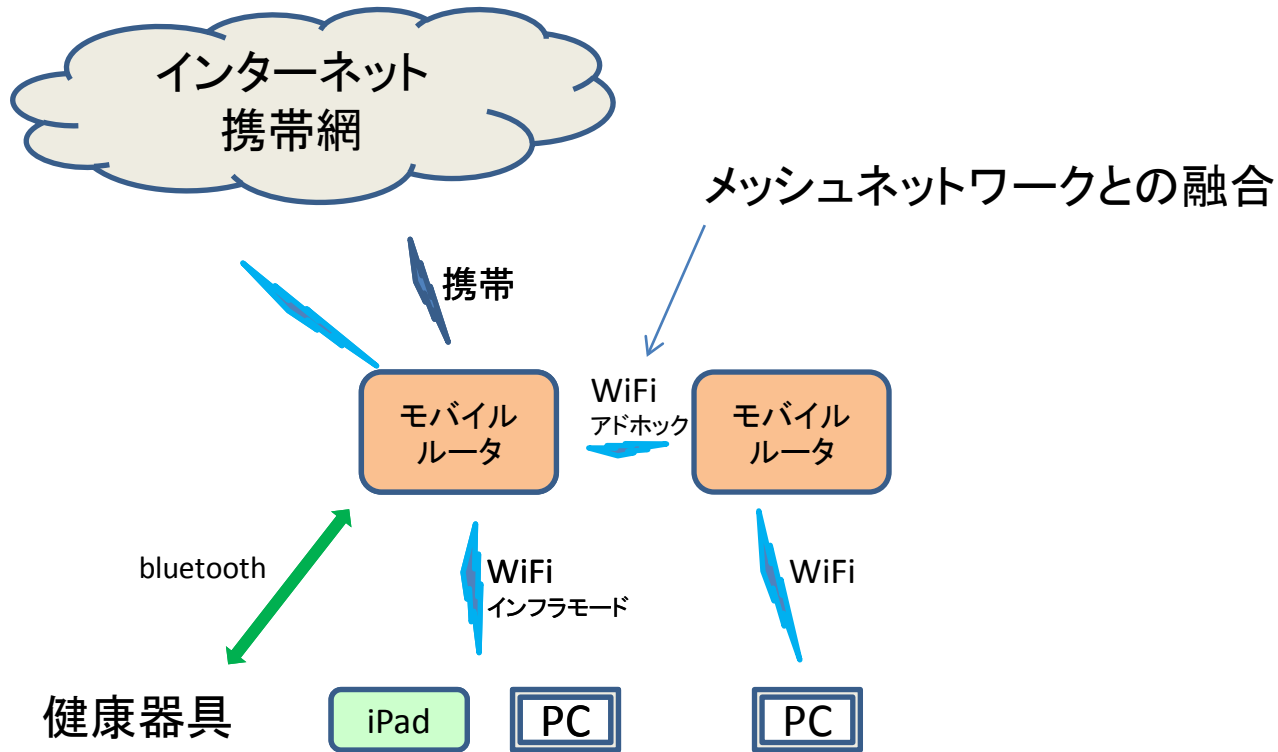 インターネット
携帯網
メッシュネットワークとの融合
携帯
WiFi
アドホック
モバイル
ルータ
モバイル
ルータ
bluetooth
WiFi
インフラモード
WiFi
健康器具
iPad
PC
PC